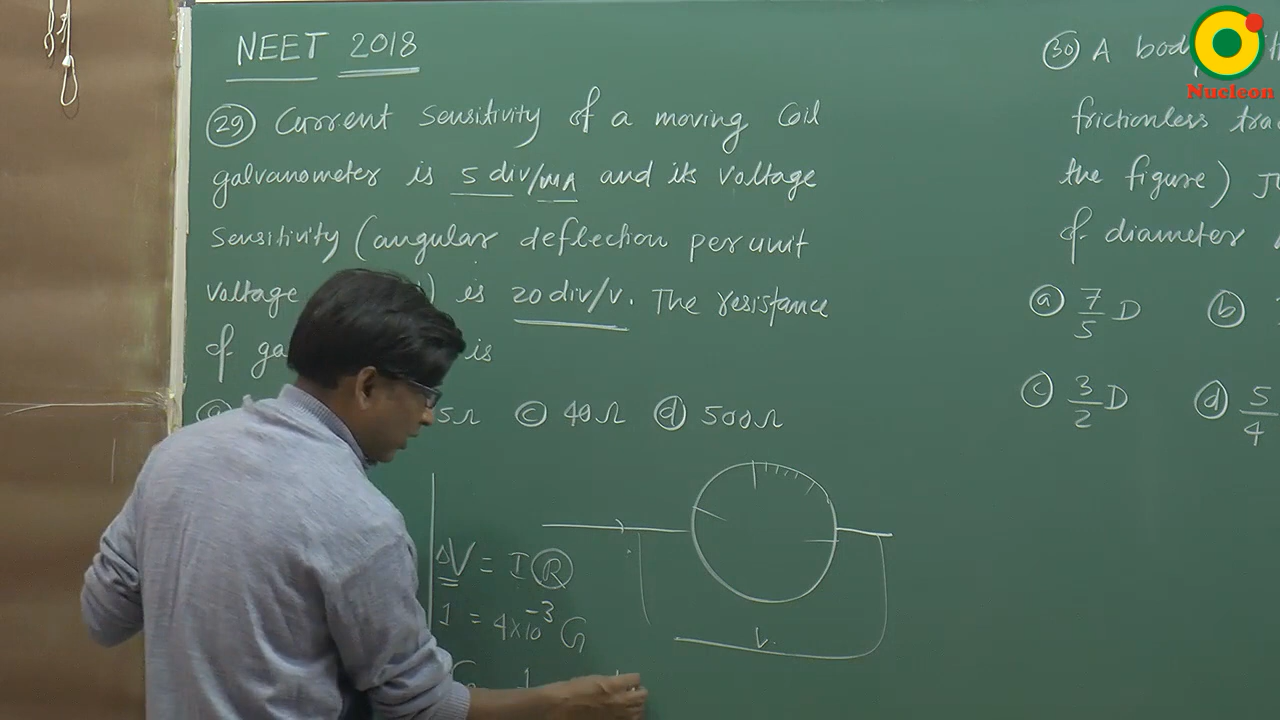 NEET 2018
(29) Current Sensitivity of a moving Coil
galvanometer is 5 div/mA and its voltage
Sensitivity (angular deflection per unit
voltage ) is 20 div/V. The resistance
of ga is
5Ω (c) 40Ω (d) 500Ω
ΔV = I R
1 = 4×10⁻³ G
V.
(30) A body
frictionless tra
the figure)
of diameter
(a) 7/5 D (b)
(c) 3/2 D (d) 5/4
Nucleon